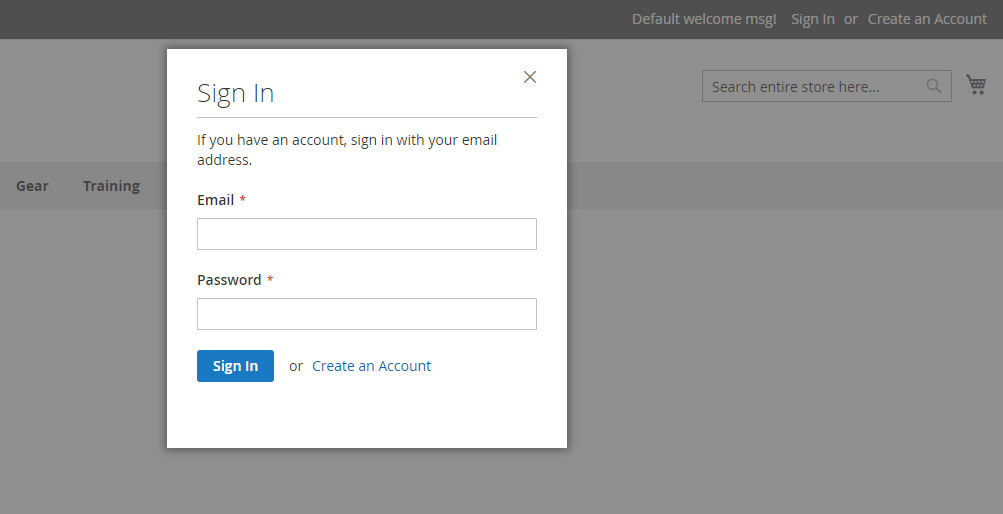 Default welcome msg! Sign In or Create an Account
Search entire store here...
Gear Training
Sign In
If you have an account, sign in with your email
address.
Email *
Password *
Sign In or Create an Account